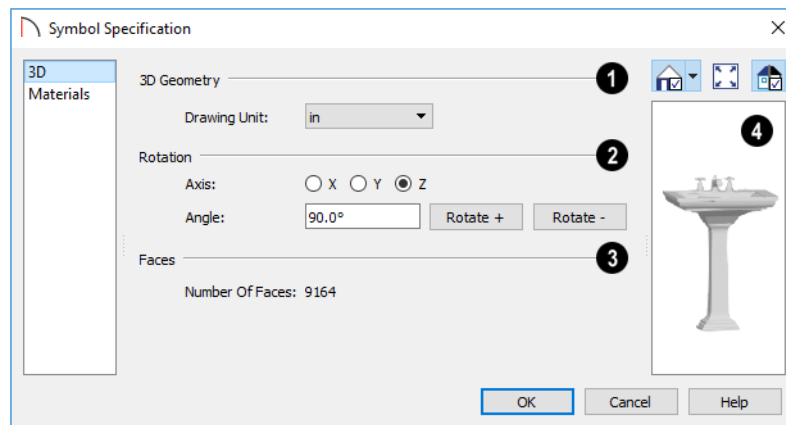 Symbol Specification
3D
Materials
3D Geometry
1
Drawing Unit: in
Rotation
2
Axis: X Y Z
Angle: 90.0° Rotate + Rotate -
Faces
3
Number Of Faces: 9164
4
OK Cancel Help